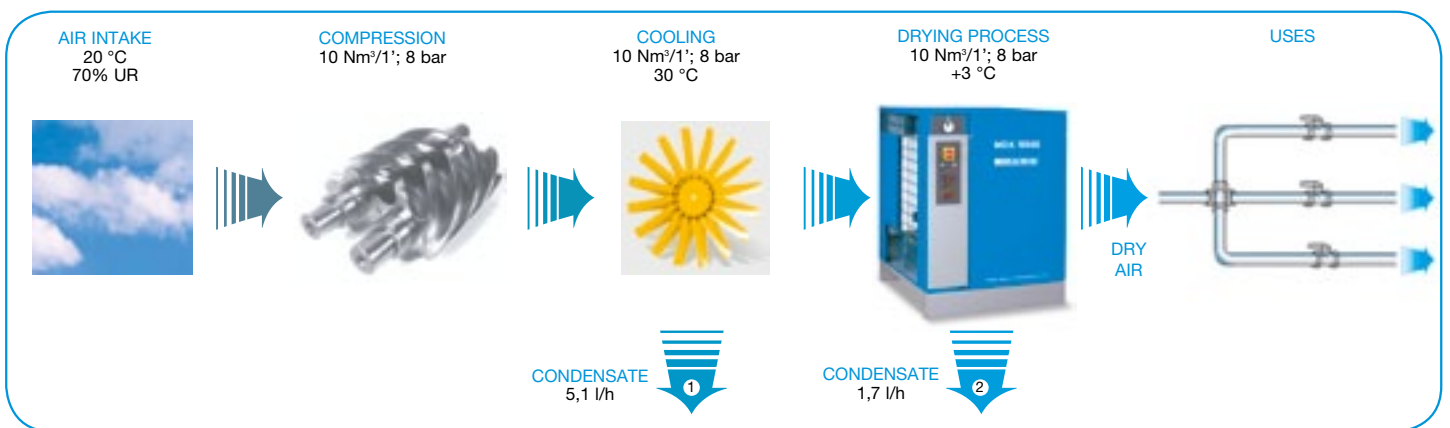 AIR INTAKE
20 °C
70% UR
COMPRESSION
10 Nm³/1'; 8 bar
COOLING
10 Nm³/1'; 8 bar
30 °C
DRYING PROCESS
10 Nm³/1'; 8 bar
+3 °C
USES
DRY
AIR
CONDENSATE
5,1 l/h
1
CONDENSATE
1,7 l/h
2